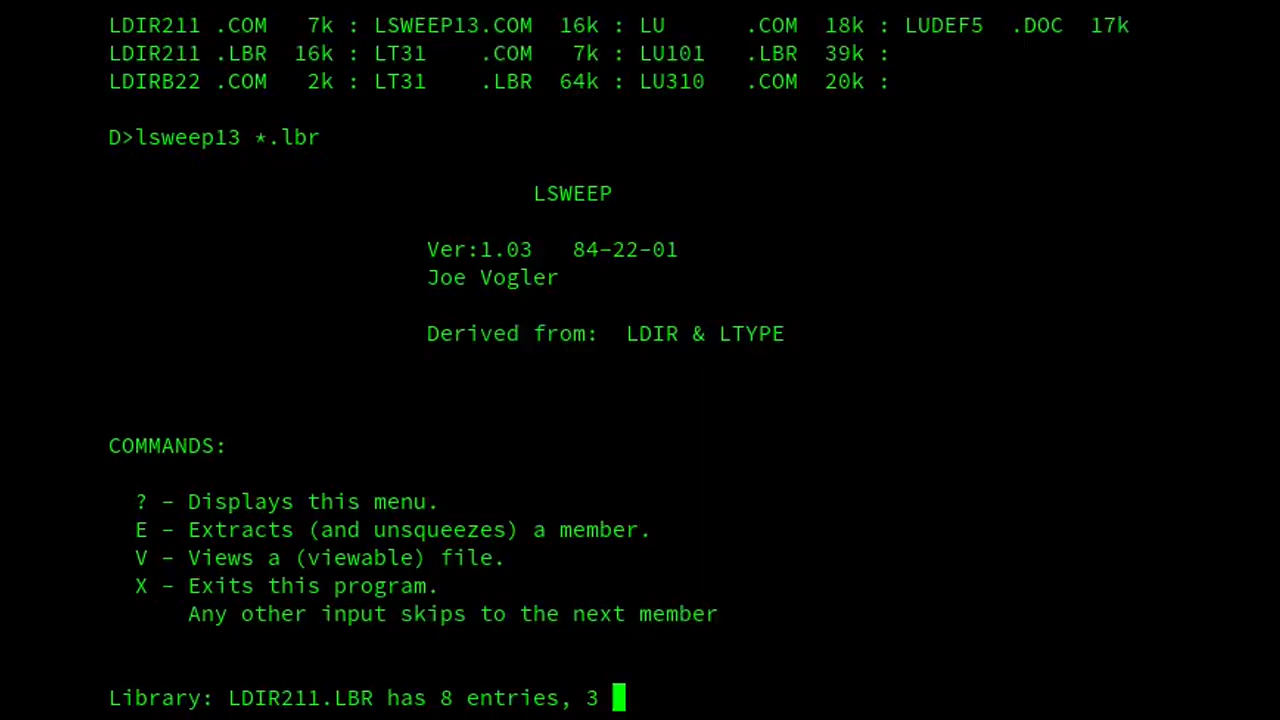 LDIR211 .COM   7k : LSWEEP13.COM  16k : LU      .COM  18k : LUDEF5  .DOC  17k
LDIR211 .LBR  16k : LT31    .COM   7k : LU101   .LBR  39k :
LDIRB22 .COM   2k : LT31    .LBR  64k : LU310   .COM  20k :
D>lsweep13 *.lbr
LSWEEP
Ver:1.03   84-22-01
Joe Vogler
Derived from:  LDIR & LTYPE
COMMANDS:
? - Displays this menu.
E - Extracts (and unsqueezes) a member.
V - Views a (viewable) file.
X - Exits this program.
Any other input skips to the next member
Library: LDIR211.LBR has 8 entries, 3